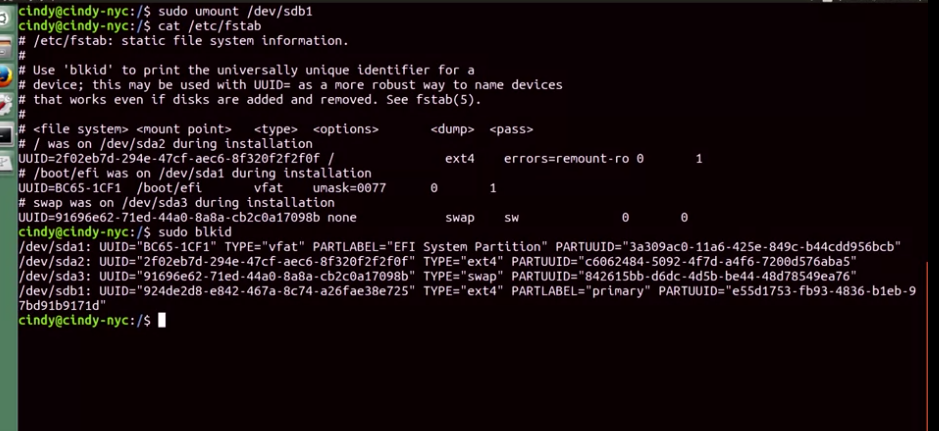 cindy@cindy-nyc:/$ sudo umount /dev/sdb1
cindy@cindy-nyc:/$ cat /etc/fstab
# /etc/fstab: static file system information.
#
# Use 'blkid' to print the universally unique identifier for a
# device; this may be used with UUID= as a more robust way to name devices
# that works even if disks are added and removed. See fstab(5).
#
# <file system> <mount point>   <type>  <options>       <dump>  <pass>
# / was on /dev/sda2 during installation
UUID=2f02eb7d-294e-47cf-aec6-8f320f2f2f0f /               ext4    errors=remount-ro 0       1
# /boot/efi was on /dev/sda1 during installation
UUID=BC65-1CF1  /boot/efi       vfat    umask=0077      0       1
# swap was on /dev/sda3 during installation
UUID=91696e62-71ed-44a0-8a8a-cb2c0a17098b none            swap    sw              0       0
cindy@cindy-nyc:/$ sudo blkid
/dev/sda1: UUID="BC65-1CF1" TYPE="vfat" PARTLABEL="EFI System Partition" PARTUUID="3a309ac0-11a6-425e-849c-b44cdd956bcb"
/dev/sda2: UUID="2f02eb7d-294e-47cf-aec6-8f320f2f2f0f" TYPE="ext4" PARTUUID="c6062484-5092-4f7d-a4f6-7200d576aba5"
/dev/sda3: UUID="91696e62-71ed-44a0-8a8a-cb2c0a17098b" TYPE="swap" PARTUUID="842615bb-d6dc-4d5b-be44-48d78549ea76"
/dev/sdb1: UUID="924de2d8-e842-467a-8c74-a26fae38e725" TYPE="ext4" PARTLABEL="primary" PARTUUID="e55d1753-fb93-4836-b1eb-9
7bd91b9171d"
cindy@cindy-nyc:/$